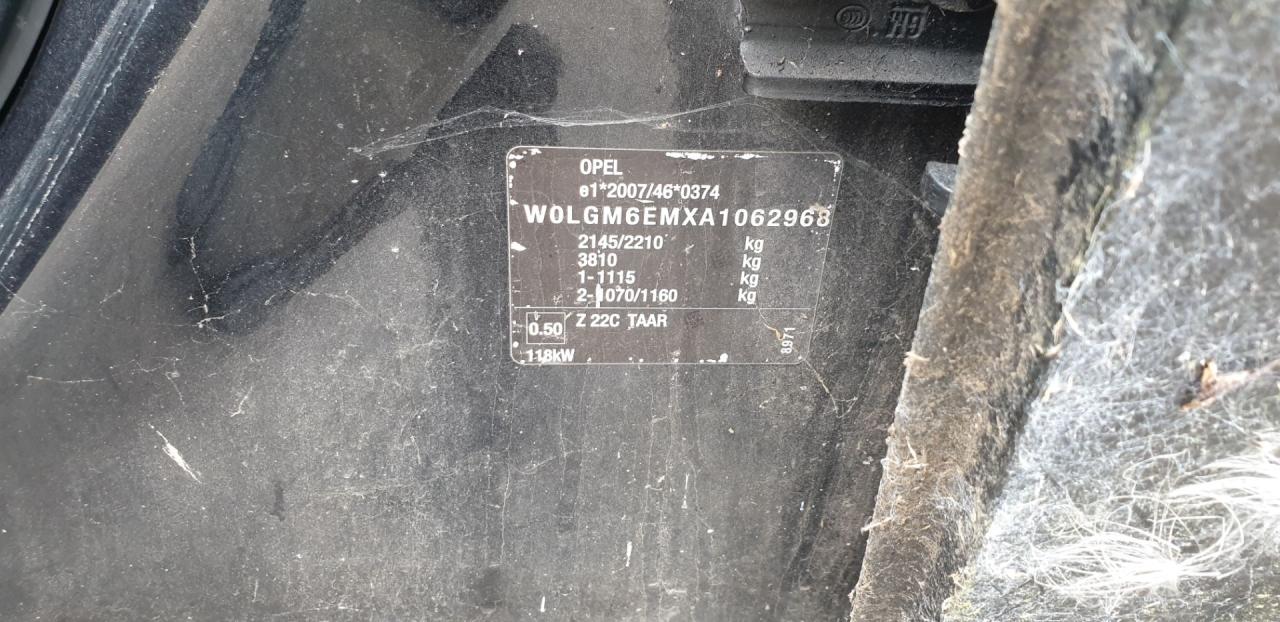 OPEL
e1*2007/46*0374
W0LGM6EMXA1062968
2145/2210 kg
3810 kg
1-1115 kg
2-1070/1160 kg
0.50 Z 22C TAAR
118kW
8971